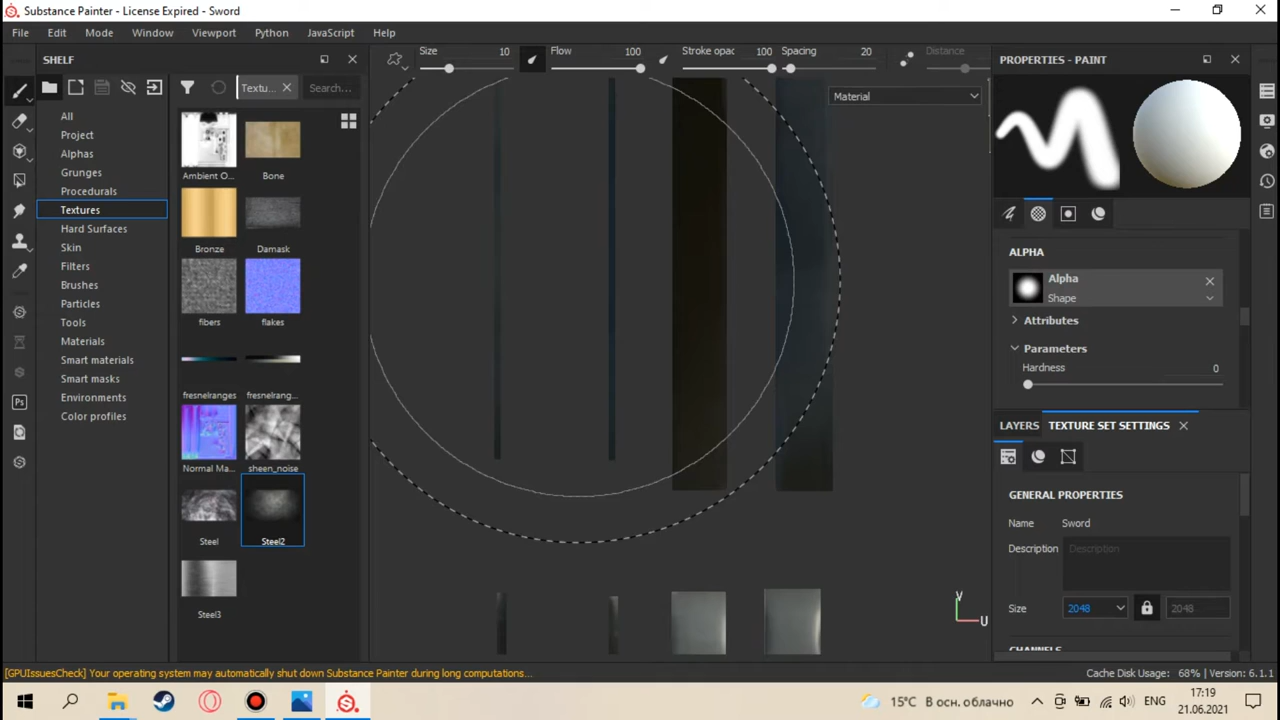 Substance Painter - License Expired - Sword
File Edit Mode Window Viewport Python JavaScript Help
SHELF
Size 10 Flow 100 Stroke opac 100 Spacing 20 Distance
PROPERTIES - PAINT
Textu... Search...
Material
All
Project
Alphas
Grunges
Procedurals
Textures
Hard Surfaces
Skin
Filters
Brushes
Particles
Tools
Materials
Smart materials
Smart masks
Environments
Color profiles
Ambient O... Bone
Bronze Damask
fibers flakes
fresnelranges fresnelrang...
Normal Ma... sheen_noise
Steel Steel2
Steel3
V
U
ALPHA
Alpha
Shape
Attributes
Parameters
Hardness 0
LAYERS TEXTURE SET SETTINGS
GENERAL PROPERTIES
Name Sword
Description Description
Size 2048 2048
CHANNELS
[GPUIssuesCheck] Your operating system may automatically shut down Substance Painter during long computations...
Cache Disk Usage: 68% | Version: 6.1.1
Ps
15°C В осн. облачно
ENG
17:19
21.06.2021